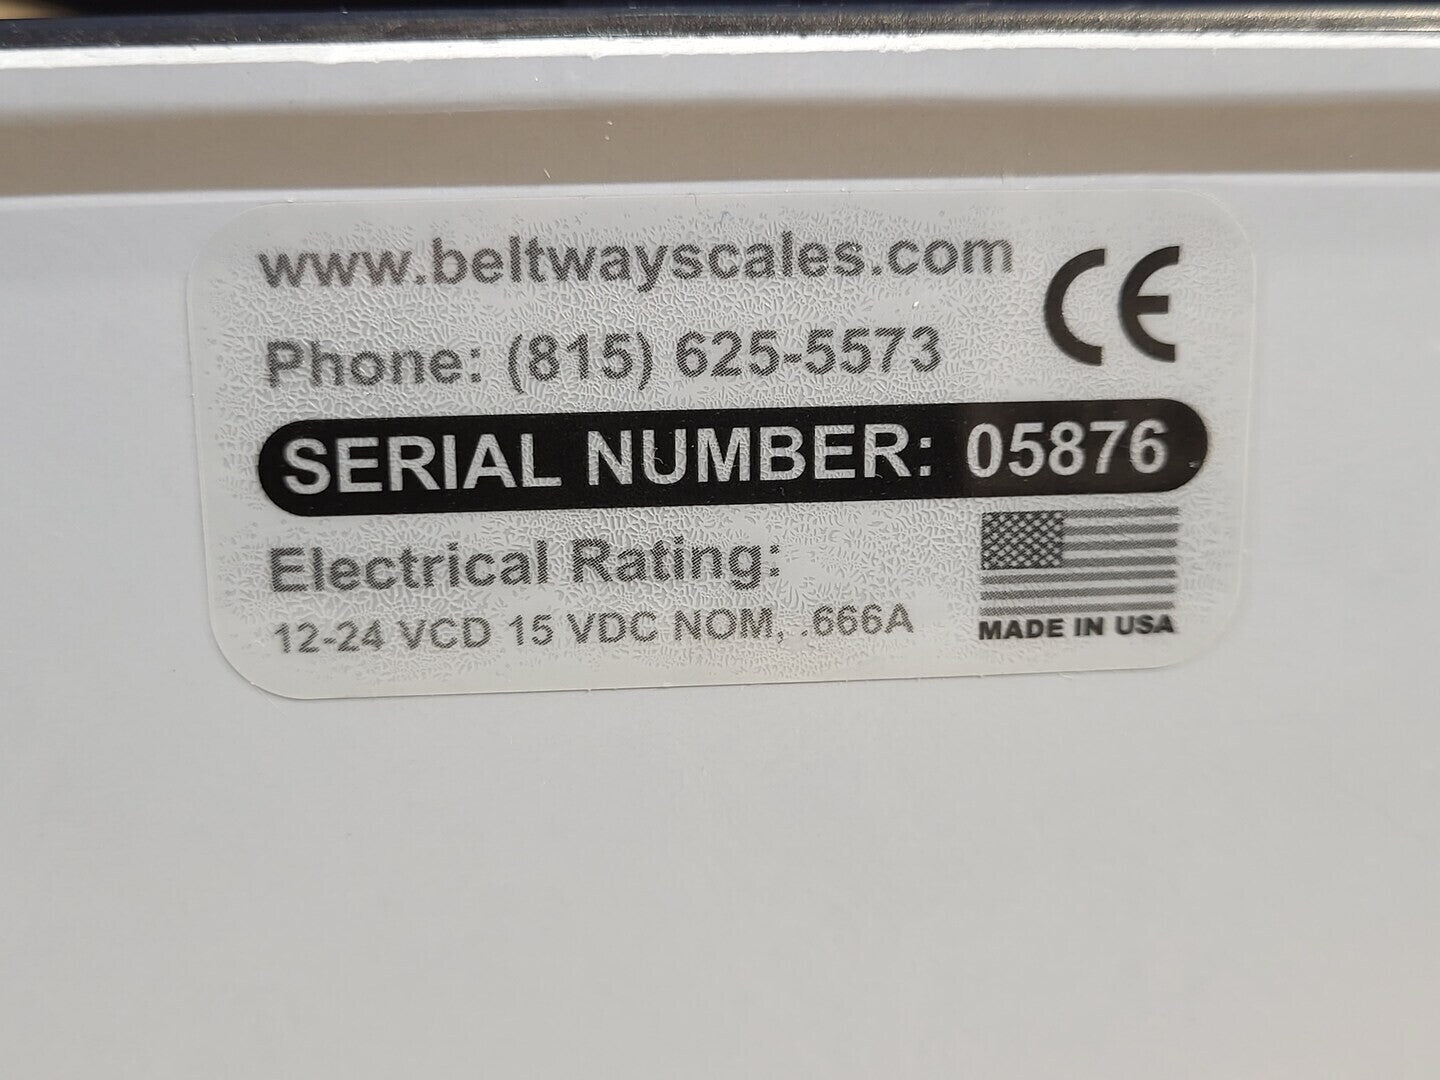 www.beltwayscales.com
CE
Phone: (815) 625-5573
SERIAL NUMBER: 05876
Electrical Rating:
12-24 VCD 15 VDC NOM, .666A
MADE IN USA